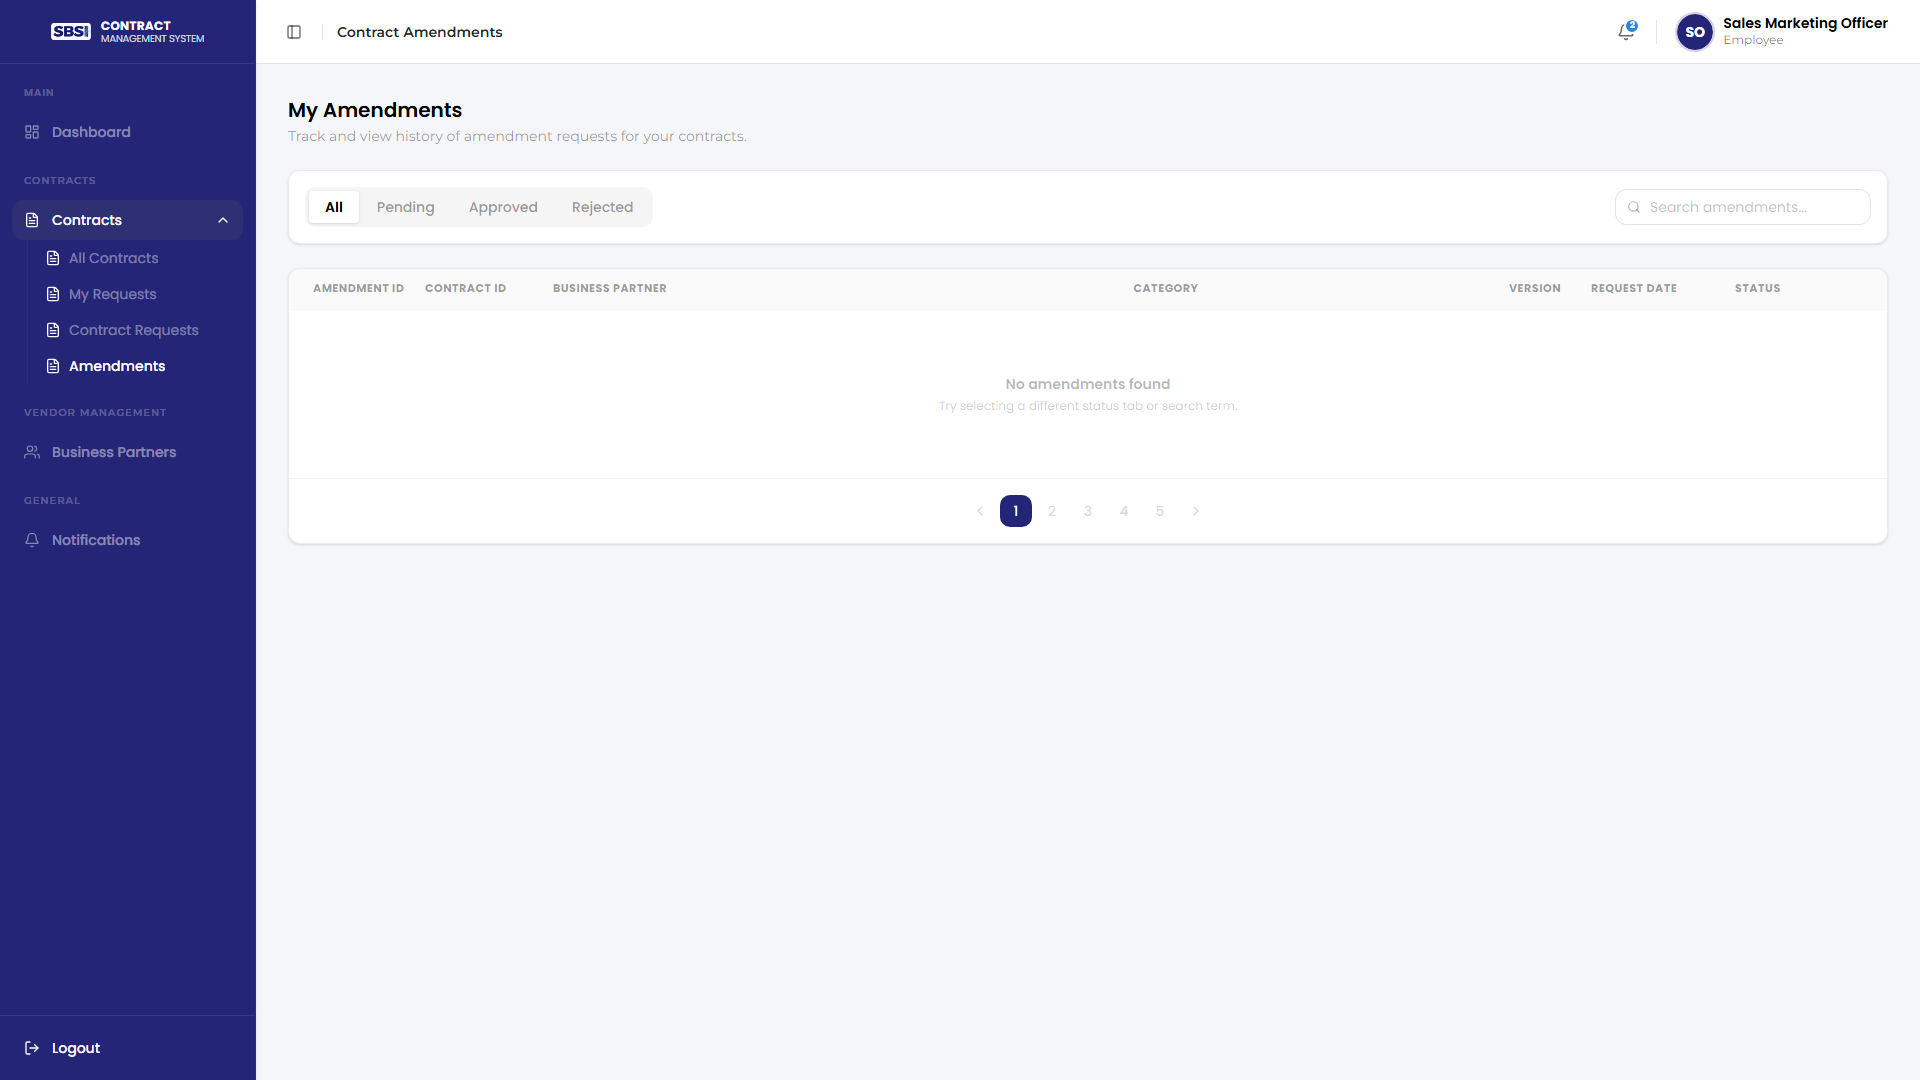 SBSI
CONTRACT
MANAGEMENT SYSTEM
MAIN
Dashboard
CONTRACTS
Contracts
All Contracts
My Requests
Contract Requests
Amendments
VENDOR MANAGEMENT
Business Partners
GENERAL
Notifications
Logout
Contract Amendments
2
SO
Sales Marketing Officer
Employee
My Amendments
Track and view history of amendment requests for your contracts.
All Pending Approved Rejected
Search amendments...
AMENDMENT ID CONTRACT ID BUSINESS PARTNER CATEGORY VERSION REQUEST DATE STATUS
No amendments found
Try selecting a different status tab or search term.
1 2 3 4 5